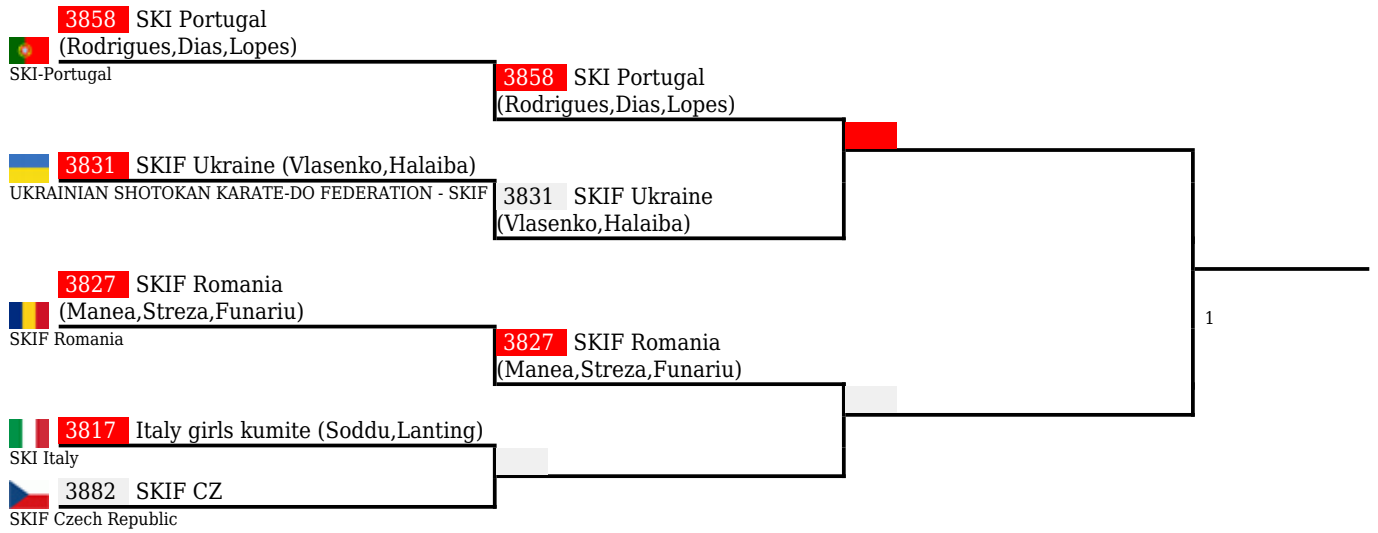 3858 SKI Portugal
(Rodrigues,Dias,Lopes)
SKI-Portugal
3858 SKI Portugal
(Rodrigues,Dias,Lopes)
3831 SKIF Ukraine (Vlasenko,Halaiba)
UKRAINIAN SHOTOKAN KARATE-DO FEDERATION - SKIF
3831 SKIF Ukraine
(Vlasenko,Halaiba)
3827 SKIF Romania
(Manea,Streza,Funariu)
SKIF Romania
3827 SKIF Romania
(Manea,Streza,Funariu)
1
3817 Italy girls kumite (Soddu,Lanting)
SKI Italy
3882 SKIF CZ
SKIF Czech Republic